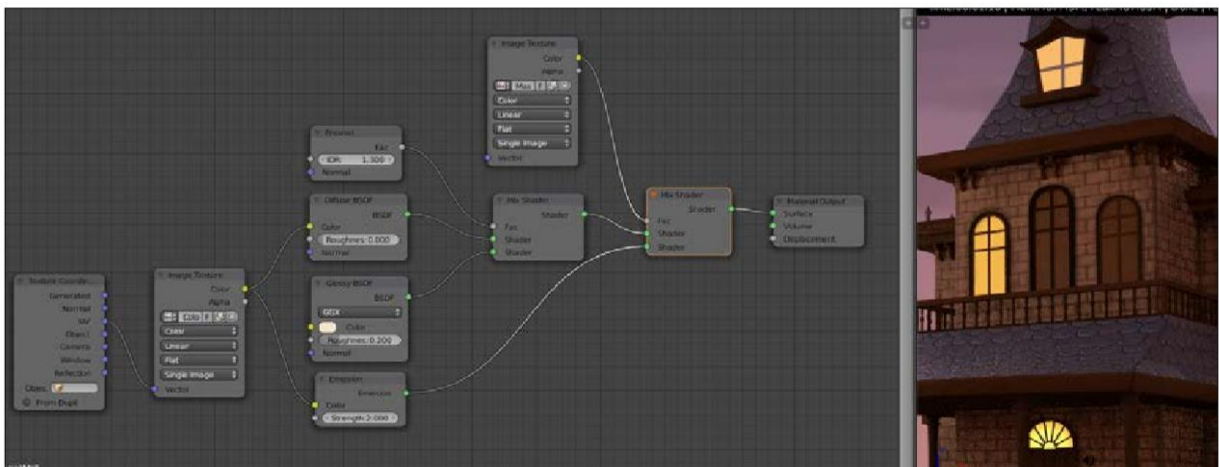 Image Texture
Color
Alpha
Mas F
Color
Linear
Flat
Single Image
Vector
Fresnel
Fac
IOR: 1.300
Normal
Diffuse BSDF
BSDF
Color
Roughness: 0.000
Normal
Mix Shader
Shader
Fac
Shader
Shader
Mix Shader
Shader
Fac
Shader
Shader
Material Output
Surface
Volume
Displacement
Texture Coordin...
Generated
Normal
UV
Object
Camera
Window
Reflection
Objec
From Dupli
Image Texture
Color
Alpha
Colo F
Color
Linear
Flat
Single Image
Vector
Glossy BSDF
BSDF
GGX
Color
Roughness: 0.200
Normal
Emission
Emission
Color
Strength: 2.000